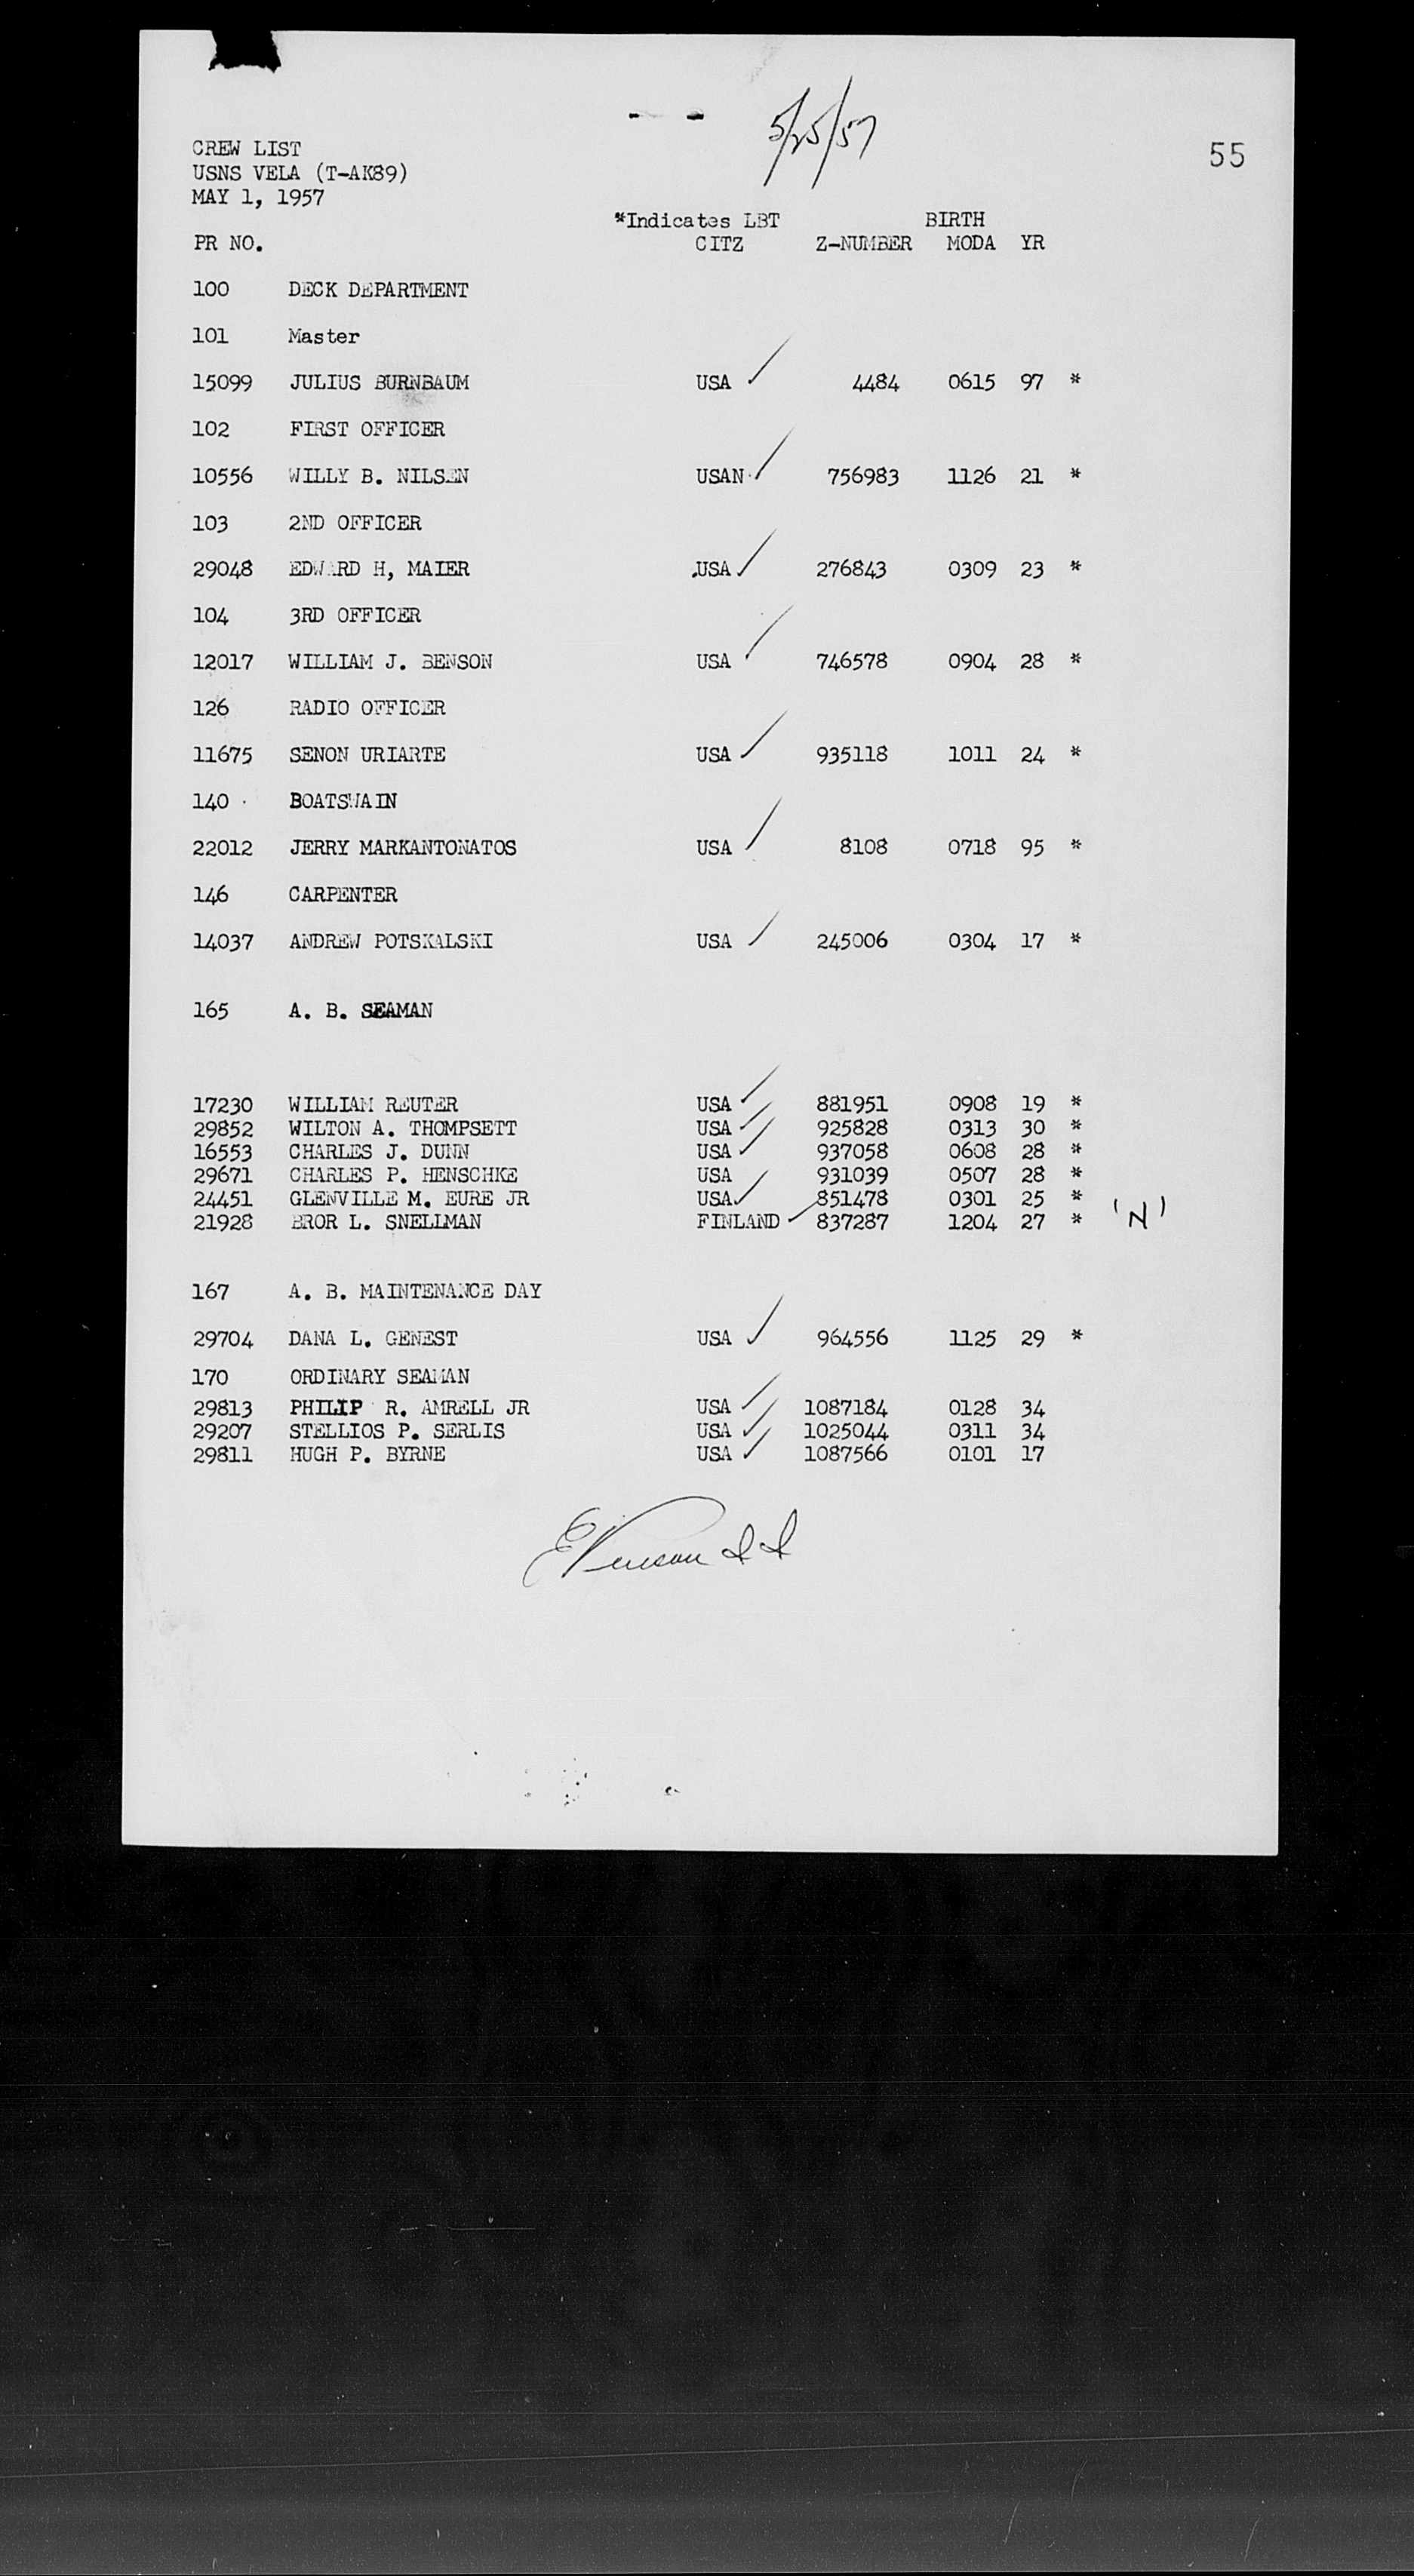 5/25/57
55
CREW LIST
USNS VELA (T-AK89)
MAY 1, 1957
*Indicates LBT BIRTH
PR NO. CITZ Z-NUMBER MODA YR
100 DECK DEPARTMENT
101 Master
15099 JULIUS BURNBAUM USA 4484 0615 97 *
102 FIRST OFFICER
10556 WILLY B. NILSEN USAN 756983 1126 21 *
103 2ND OFFICER
29048 EDWARD H, MAIER .USA 276843 0309 23 *
104 3RD OFFICER
12017 WILLIAM J. BENSON USA 746578 0904 28 *
126 RADIO OFFICER
11675 SENON URIARTE USA 935118 1011 24 *
140 BOATSWAIN
22012 JERRY MARKANTONATOS USA 8108 0718 95 *
146 CARPENTER
14037 ANDREW POTSKALSKI USA 245006 0304 17 *
165 A. B. SEAMAN
17230 WILLIAM REUTER USA 881951 0908 19 *
29852 WILTON A. THOMPSETT USA 925828 0313 30 *
16553 CHARLES J. DUNN USA 937058 0608 28 *
29671 CHARLES P. HENSCHKE USA 931039 0507 28 *
24451 GLENVILLE M. EURE JR USA 851478 0301 25 *
21928 BROR L. SNELLMAN FINLAND 837287 1204 27 * (N)
167 A. B. MAINTENANCE DAY
29704 DANA L. GENEST USA 964556 1125 29 *
170 ORDINARY SEAMAN
29813 PHILIP R. AMRELL JR USA 1087184 0128 34
29207 STELLIOS P. SERLIS USA 1025044 0311 34
29811 HUGH P. BYRNE USA 1087566 0101 17